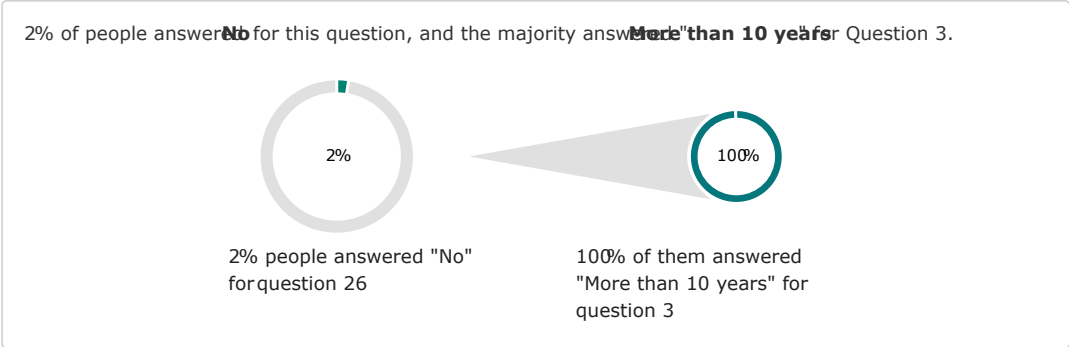 2% of people answered "No" for this question, and the majority answered "More than 10 years" for Question 3.
2%
100%
2% people answered "No"
for question 26
100% of them answered
"More than 10 years" for
question 3